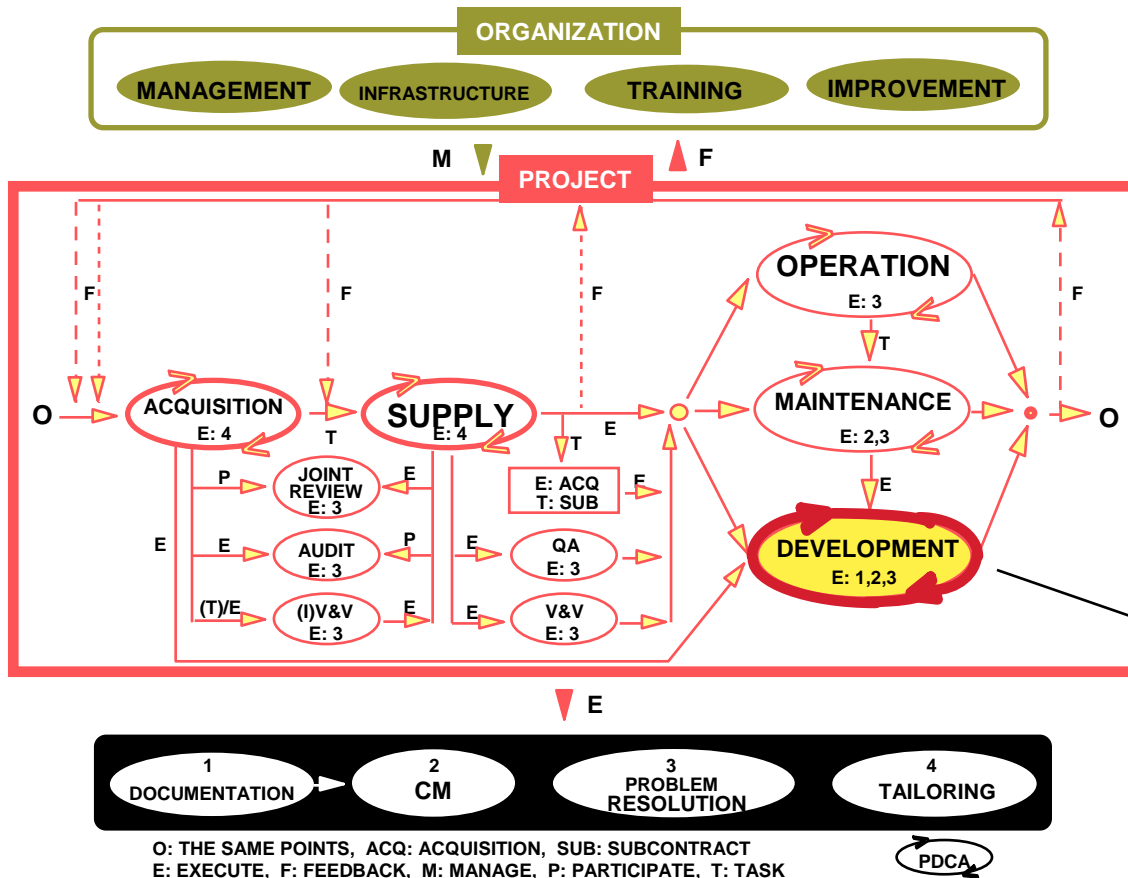 ORGANIZATION
MANAGEMENT
INFRASTRUCTURE
TRAINING
IMPROVEMENT
M
F
PROJECT
F
F
F
F
OPERATION
E: 3
T
O
ACQUISITION
E: 4
T
SUPPLY
E: 4
E
T
MAINTENANCE
E: 2,3
O
E
P
JOINT
REVIEW
E: 3
E
E: ACQ
T: SUB
E
E
E
AUDIT
E: 3
P
E
QA
E: 3
DEVELOPMENT
E: 1,2,3
(T)/E
(I)V&V
E: 3
E
E
V&V
E: 3
E
1
DOCUMENTATION
2
CM
3
PROBLEM
RESOLUTION
4
TAILORING
O: THE SAME POINTS, ACQ: ACQUISITION, SUB: SUBCONTRACT
E: EXECUTE, F: FEEDBACK, M: MANAGE, P: PARTICIPATE, T: TASK
PDCA